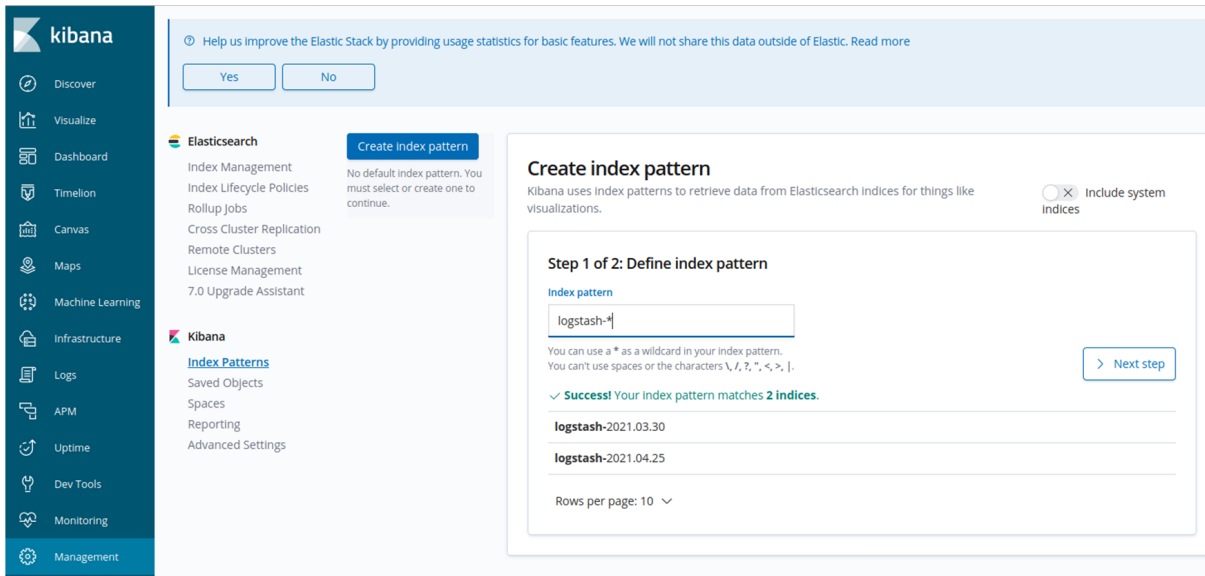 kibana
Discover
Visualize
Dashboard
Timelion
Canvas
Maps
Machine Learning
Infrastructure
Logs
APM
Uptime
Dev Tools
Monitoring
Management
Help us improve the Elastic Stack by providing usage statistics for basic features. We will not share this data outside of Elastic. Read more
Yes No
Elasticsearch
Index Management
Index Lifecycle Policies
Rollup Jobs
Cross Cluster Replication
Remote Clusters
License Management
7.0 Upgrade Assistant
Kibana
Index Patterns
Saved Objects
Spaces
Reporting
Advanced Settings
Create index pattern
No default index pattern. You
must select or create one to
continue.
Create index pattern
Kibana uses index patterns to retrieve data from Elasticsearch indices for things like
visualizations.
Include system
indices
Step 1 of 2: Define index pattern
Index pattern
logstash-*
You can use a * as a wildcard in your index pattern.
You can't use spaces or the characters \, /, ?, ", <, >, |.
Next step
Success! Your index pattern matches 2 indices.
logstash-2021.03.30
logstash-2021.04.25
Rows per page: 10